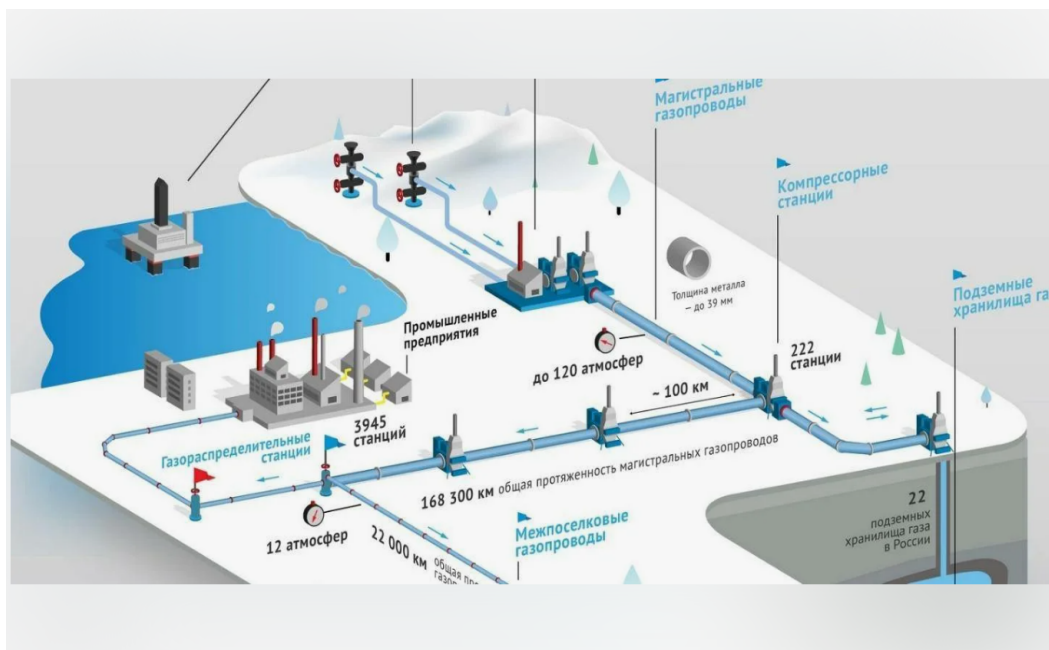 Магистральные
газопроводы
Компрессорные
станции
Подземные
хранилища га
Толщина металла
– до 39 мм
Промышленные
предприятия
до 120 атмосфер
222
станции
~ 100 км
3945
станций
Газораспределительные
станции
168 300 км общая протяженность магистральных газопроводов
12 атмосфер
22 000 км
Межпоселковые
газопроводы
22
подземных
хранилища газа
в России